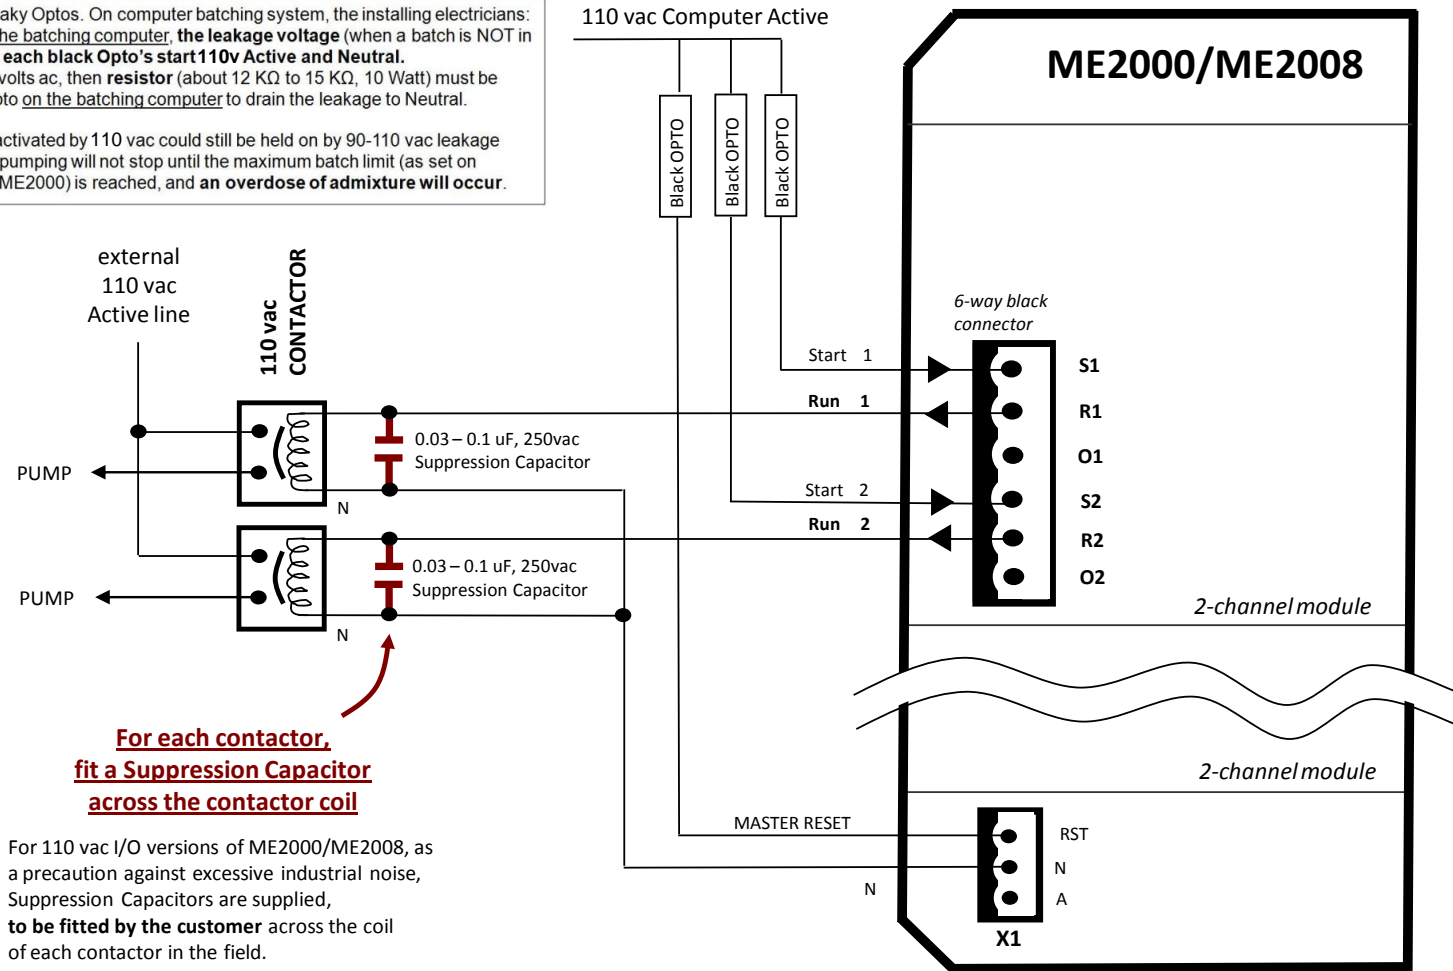 aky Optos. On computer batching system, the installing electricians:
he batching computer, the leakage voltage (when a batch is NOT in
each black Opto's start110v Active and Neutral.
volts ac, then resistor (about 12 KΩ to 15 KΩ, 10 Watt) must be
pto on the batching computer to drain the leakage to Neutral.
activated by 110 vac could still be held on by 90-110 vac leakage
pumping will not stop until the maximum batch limit (as set on
ME2000) is reached, and an overdose of admixture will occur.
110 vac Computer Active
ME2000/ME2008
Black OPTO
Black OPTO
Black OPTO
external
110 vac
Active line
110 vac
CONTACTOR
6-way black
connector
Start 1
S1
Run 1
R1
0.03 – 0.1 uF, 250vac
Suppression Capacitor
O1
PUMP
N
Start 2
S2
Run 2
R2
0.03 – 0.1 uF, 250vac
Suppression Capacitor
O2
PUMP
N
2-channel module
For each contactor,
fit a Suppression Capacitor
across the contactor coil
2-channel module
MASTER RESET
RST
N
N
A
X1
For 110 vac I/O versions of ME2000/ME2008, as
a precaution against excessive industrial noise,
Suppression Capacitors are supplied,
to be fitted by the customer across the coil
of each contactor in the field.